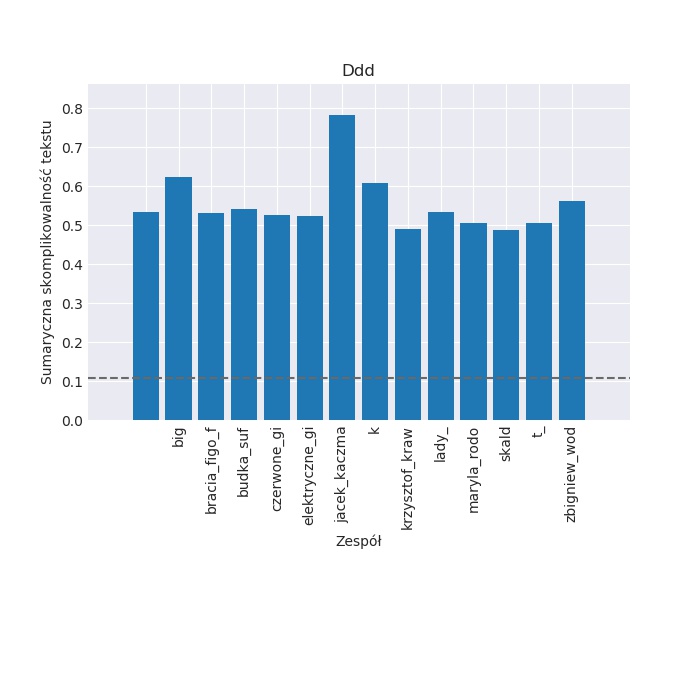 Ddd
Sumaryczna skomplikowalność tekstu
0.8
0.7
0.6
0.5
0.4
0.3
0.2
0.1
0.0
big
bracia_figo_f
budka_suf
czerwone_gi
elektryczne_gi
jacek_kaczma
k
krzysztof_kraw
lady_
maryla_rodo
skald
t_
zbigniew_wod
Zespół